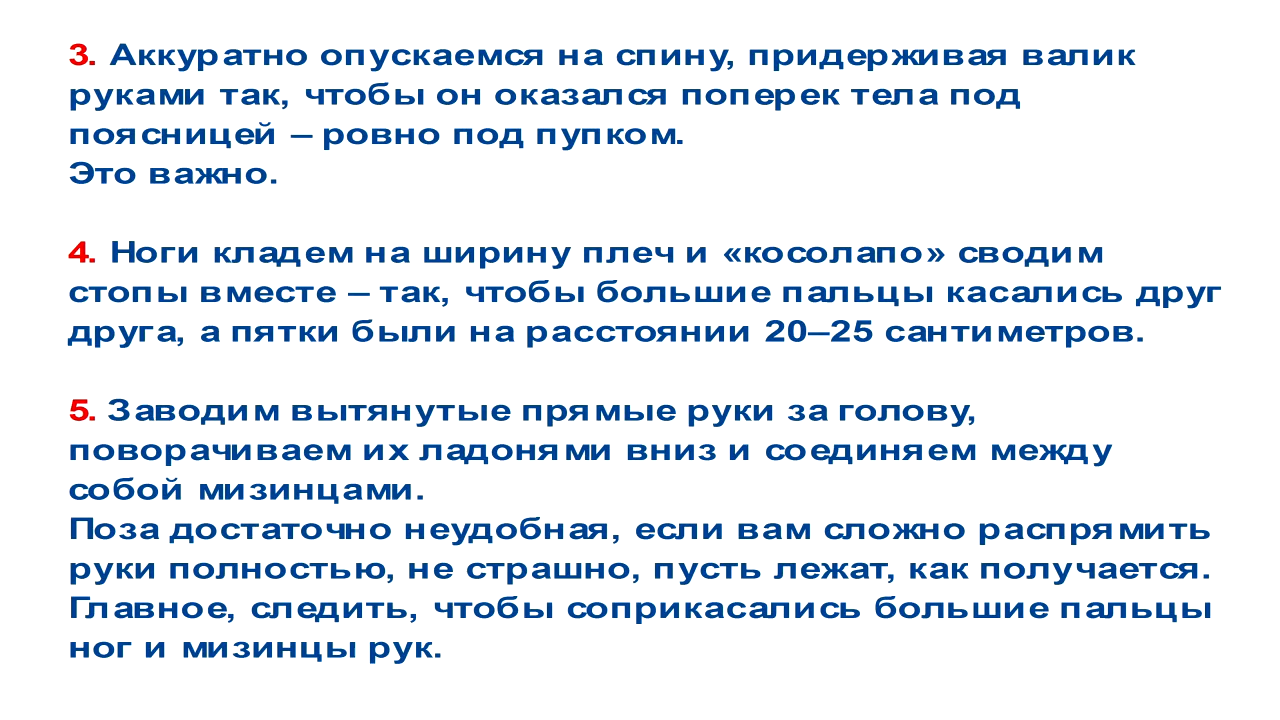 3. Аккуратно опускаемся на спину, придерживая валик
руками так, чтобы он оказался поперек тела под
поясницей – ровно под пупком.
Это важно.
4. Ноги кладем на ширину плеч и «косолапо» сводим
стопы вместе – так, чтобы большие пальцы касались друг
друга, а пятки были на расстоянии 20–25 сантиметров.
5. Заводим вытянутые прямые руки за голову,
поворачиваем их ладонями вниз и соединяем между
собой мизинцами.
Поза достаточно неудобная, если вам сложно распрямить
руки полностью, не страшно, пусть лежат, как получается.
Главное, следить, чтобы соприкасались большие пальцы
ног и мизинцы рук.